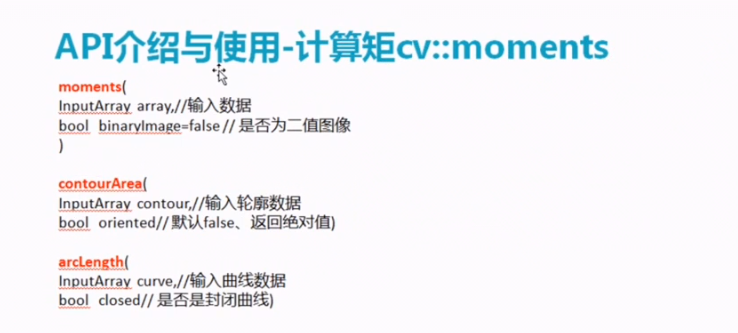 API介绍与使用-计算矩cv::moments
moments(
InputArray array,//输入数据
bool binaryImage=false // 是否为二值图像
)
contourArea(
InputArray contour,//输入轮廓数据
bool oriented// 默认false、返回绝对值)
arcLength(
InputArray curve,//输入曲线数据
bool closed// 是否是封闭曲线)